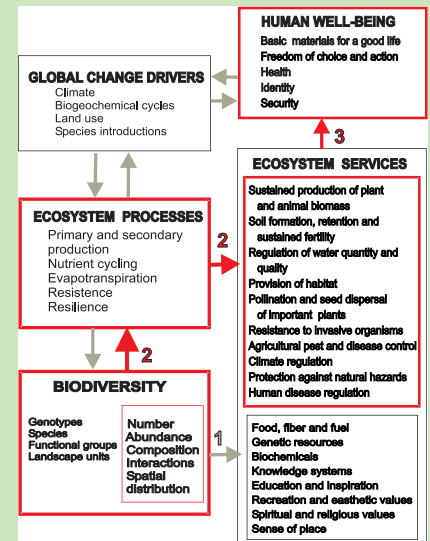 HUMAN WELL-BEING
Basic materials for a good life
Freedom of choice and action
Health
Identity
Security
GLOBAL CHANGE DRIVERS
Climate
Biogeochemical cycles
Land use
Species introductions
3
ECOSYSTEM SERVICES
Sustained production of plant
and animal biomass
Soil formation, retention and
sustained fertility
Regulation of water quantity and
quality
Provision of habitat
Pollination and seed dispersal
of important plants
Resistance to invasive organisms
Agricultural pest and disease control
Climate regulation
Protection against natural hazards
Human disease regulation
ECOSYSTEM PROCESSES
Primary and secondary
production
Nutrient cycling
Evapotranspiration
Resistence
Resilience
2
2
BIODIVERSITY
Genotypes
Species
Functional groups
Landscape units
Number
Abundance
Composition
Interactions
Spatial
distribution
1
Food, fiber and fuel
Genetic resources
Biochemicals
Knowledge systems
Education and inspiration
Recreation and easthetic values
Spiritual and religious values
Sense of place